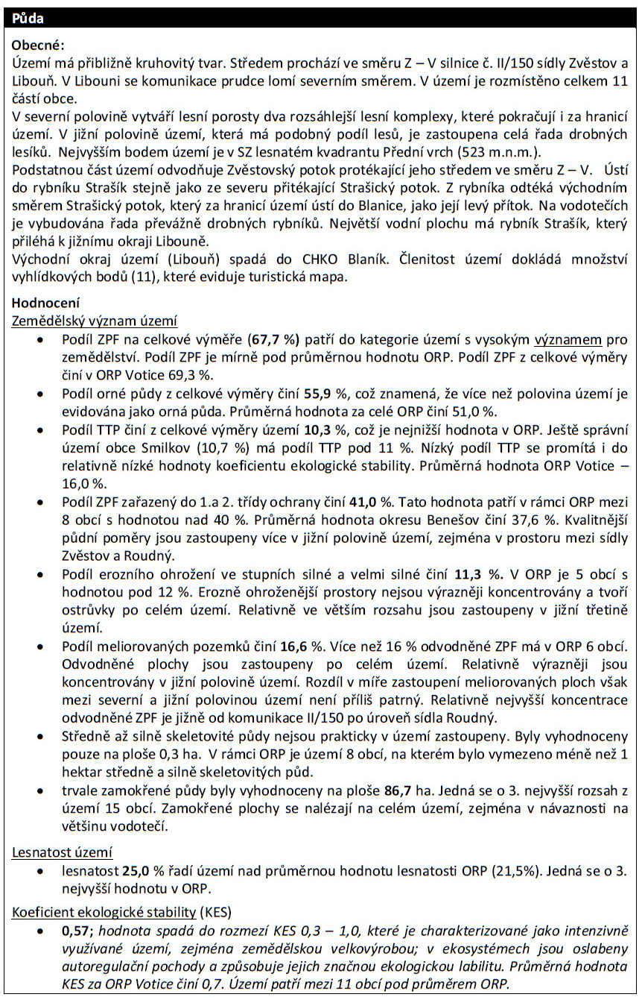 Půda
Obecné:
Území má přibližně kruhovitý tvar. Středem prochází ve směru Z – V silnice č. II/150 sídly Zvěstov a
Libouň. V Libouni se komunikace prudce lomí severním směrem. V území je rozmístěno celkem 11
částí obce.
V severní polovině vytváří lesní porosty dva rozsáhlejší lesní komplexy, které pokračují i za hranicí
území. V jižní polovině území, která má podobný podíl lesů, je zastoupena celá řada drobných
lesíků. Nejvyšším bodem území je v SZ lesnatém kvadrantu Přední vrch (523 m.n.m.).
Podstatnou část území odvodňuje Zvěstovský potok protékající jeho středem ve směru Z – V. Ústí
do rybníku Strašík stejně jako ze severu přitékající Strašický potok. Z rybníka odtéká východním
směrem Strašický potok, který za hranicí území ústí do Blanice, jako její levý přítok. Na vodotečích
je vybudována řada převážně drobných rybníků. Největší vodní plochu má rybník Strašík, který
přiléhá k jižnímu okraji Libouně.
Východní okraj území (Libouň) spadá do CHKO Blaník. Členitost území dokládá množství
vyhlídkových bodů (11), které eviduje turistická mapa.
Hodnocení
Zemědělský význam území
• Podíl ZPF na celkové výměře (67,7 %) patří do kategorie území s vysokým významem pro
zemědělství. Podíl ZPF je mírně pod průměrnou hodnotu ORP. Podíl ZPF z celkové výměry
činí v ORP Votice 69,3 %.
• Podíl orné půdy z celkové výměry činí 55,9 %, což znamená, že více než polovina území je
evidována jako orná půda. Průměrná hodnota za celé ORP činí 51,0 %.
• Podíl TTP činí z celkové výměry území 10,3 %, což je nejnižší hodnota v ORP. Ještě správní
území obce Smilkov (10,7 %) má podíl TTP pod 11 %. Nízký podíl TTP se promítá i do
relativně nízké hodnoty koeficientu ekologické stability. Průměrná hodnota ORP Votice –
16,0 %.
• Podíl ZPF zařazený do 1.a 2. třídy ochrany činí 41,0 %. Tato hodnota patří v rámci ORP mezi
8 obcí s hodnotou nad 40 %. Průměrná hodnota okresu Benešov činí 37,6 %. Kvalitnější
půdní poměry jsou zastoupeny více v jižní polovině území, zejména v prostoru mezi sídly
Zvěstov a Roudný.
• Podíl erozního ohrožení ve stupních silné a velmi silné činí 11,3 %. V ORP je 5 obcí s
hodnotou pod 12 %. Erozně ohroženější prostory nejsou výrazněji koncentrovány a tvoří
ostrůvky po celém území. Relativně ve větším rozsahu jsou zastoupeny v jižní třetině
území.
• Podíl meliorovaných pozemků činí 16,6 %. Více než 16 % odvodněné ZPF má v ORP 6 obcí.
Odvodněné plochy jsou zastoupeny po celém území. Relativně výrazněji jsou
koncentrovány v jižní polovině území. Rozdíl v míře zastoupení meliorovaných ploch však
mezi severní a jižní polovinou území není příliš patrný. Relativně nejvyšší koncentrace
odvodněné ZPF je jižně od komunikace II/150 po úroveň sídla Roudný.
• Středně až silně skeletovité půdy nejsou prakticky v území zastoupeny. Byly vyhodnoceny
pouze na ploše 0,3 ha. V rámci ORP je území 8 obcí, na kterém bylo vymezeno méně než 1
hektar středně a silně skeletovitých půd.
• trvale zamokřené půdy byly vyhodnoceny na ploše 86,7 ha. Jedná se o 3. nejvyšší rozsah z
území 15 obcí. Zamokřené plochy se nalézají na celém území, zejména v návaznosti na
většinu vodotečí.
Lesnatost území
• lesnatost 25,0 % řadí území nad průměrnou hodnotu lesnatosti ORP (21,5%). Jedná se o 3.
nejvyšší hodnotu v ORP.
Koeficient ekologické stability (KES)
• 0,57; hodnota spadá do rozmezí KES 0,3 – 1,0, které je charakterizované jako intenzivně
využívané území, zejména zemědělskou velkovýrobou; v ekosystémech jsou oslabeny
autoregulační pochody a způsobuje jejich značnou ekologickou labilitu. Průměrná hodnota
KES za ORP Votice činí 0,7. Území patří mezi 11 obcí pod průměrem ORP.